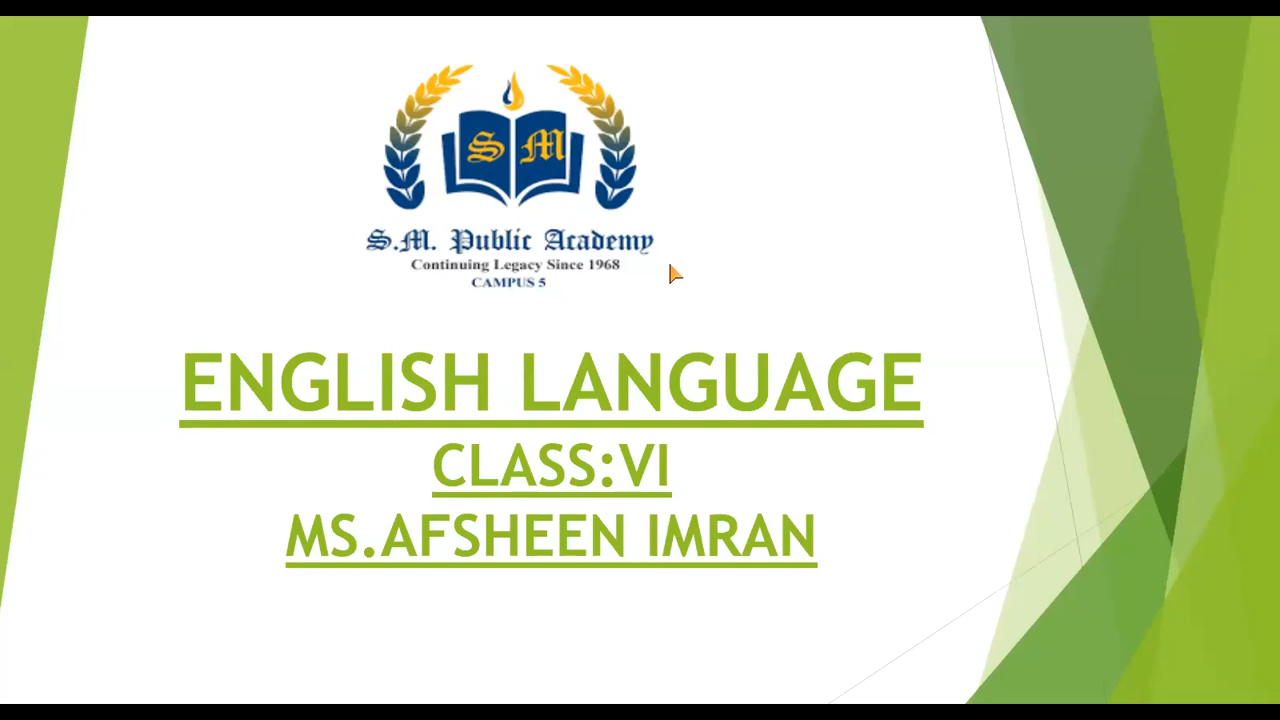 S M
S.M. Public Academy
Continuing Legacy Since 1968
CAMPUS 5
ENGLISH LANGUAGE
CLASS:VI
MS.AFSHEEN IMRAN